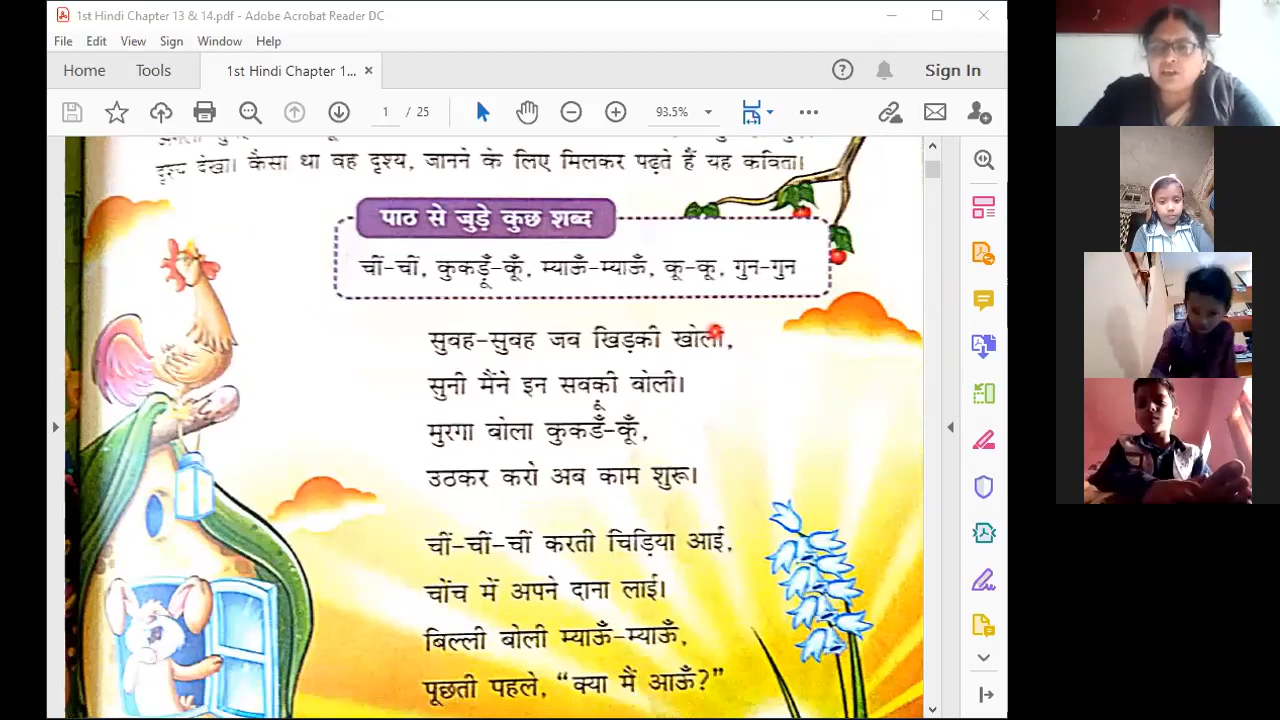 1st Hindi Chapter 13 & 14.pdf - Adobe Acrobat Reader DC
File Edit View Sign Window Help
Home Tools 1st Hindi Chapter 1... Sign In
1 / 25 93.5%
दृश्य देखा। कैसा था वह दृश्य, जानने के लिए मिलकर पढ़ते हैं यह कविता।
पाठ से जुड़े कुछ शब्द
चीं-चीं, कुकड़ूँ-कूँ, म्याऊँ-म्याऊँ, कू-कू, गुन-गुन
सुबह-सुबह जब खिड़की खोली,
सुनी मैंने इन सबकी बोली।
मुरगा बोला कुकड़ूँ-कूँ,
उठकर करो अब काम शुरू।
चीं-चीं-चीं करती चिड़िया आई,
चोंच में अपने दाना लाई।
बिल्ली बोली म्याऊँ-म्याऊँ,
पूछती पहले, “क्या मैं आऊँ?”